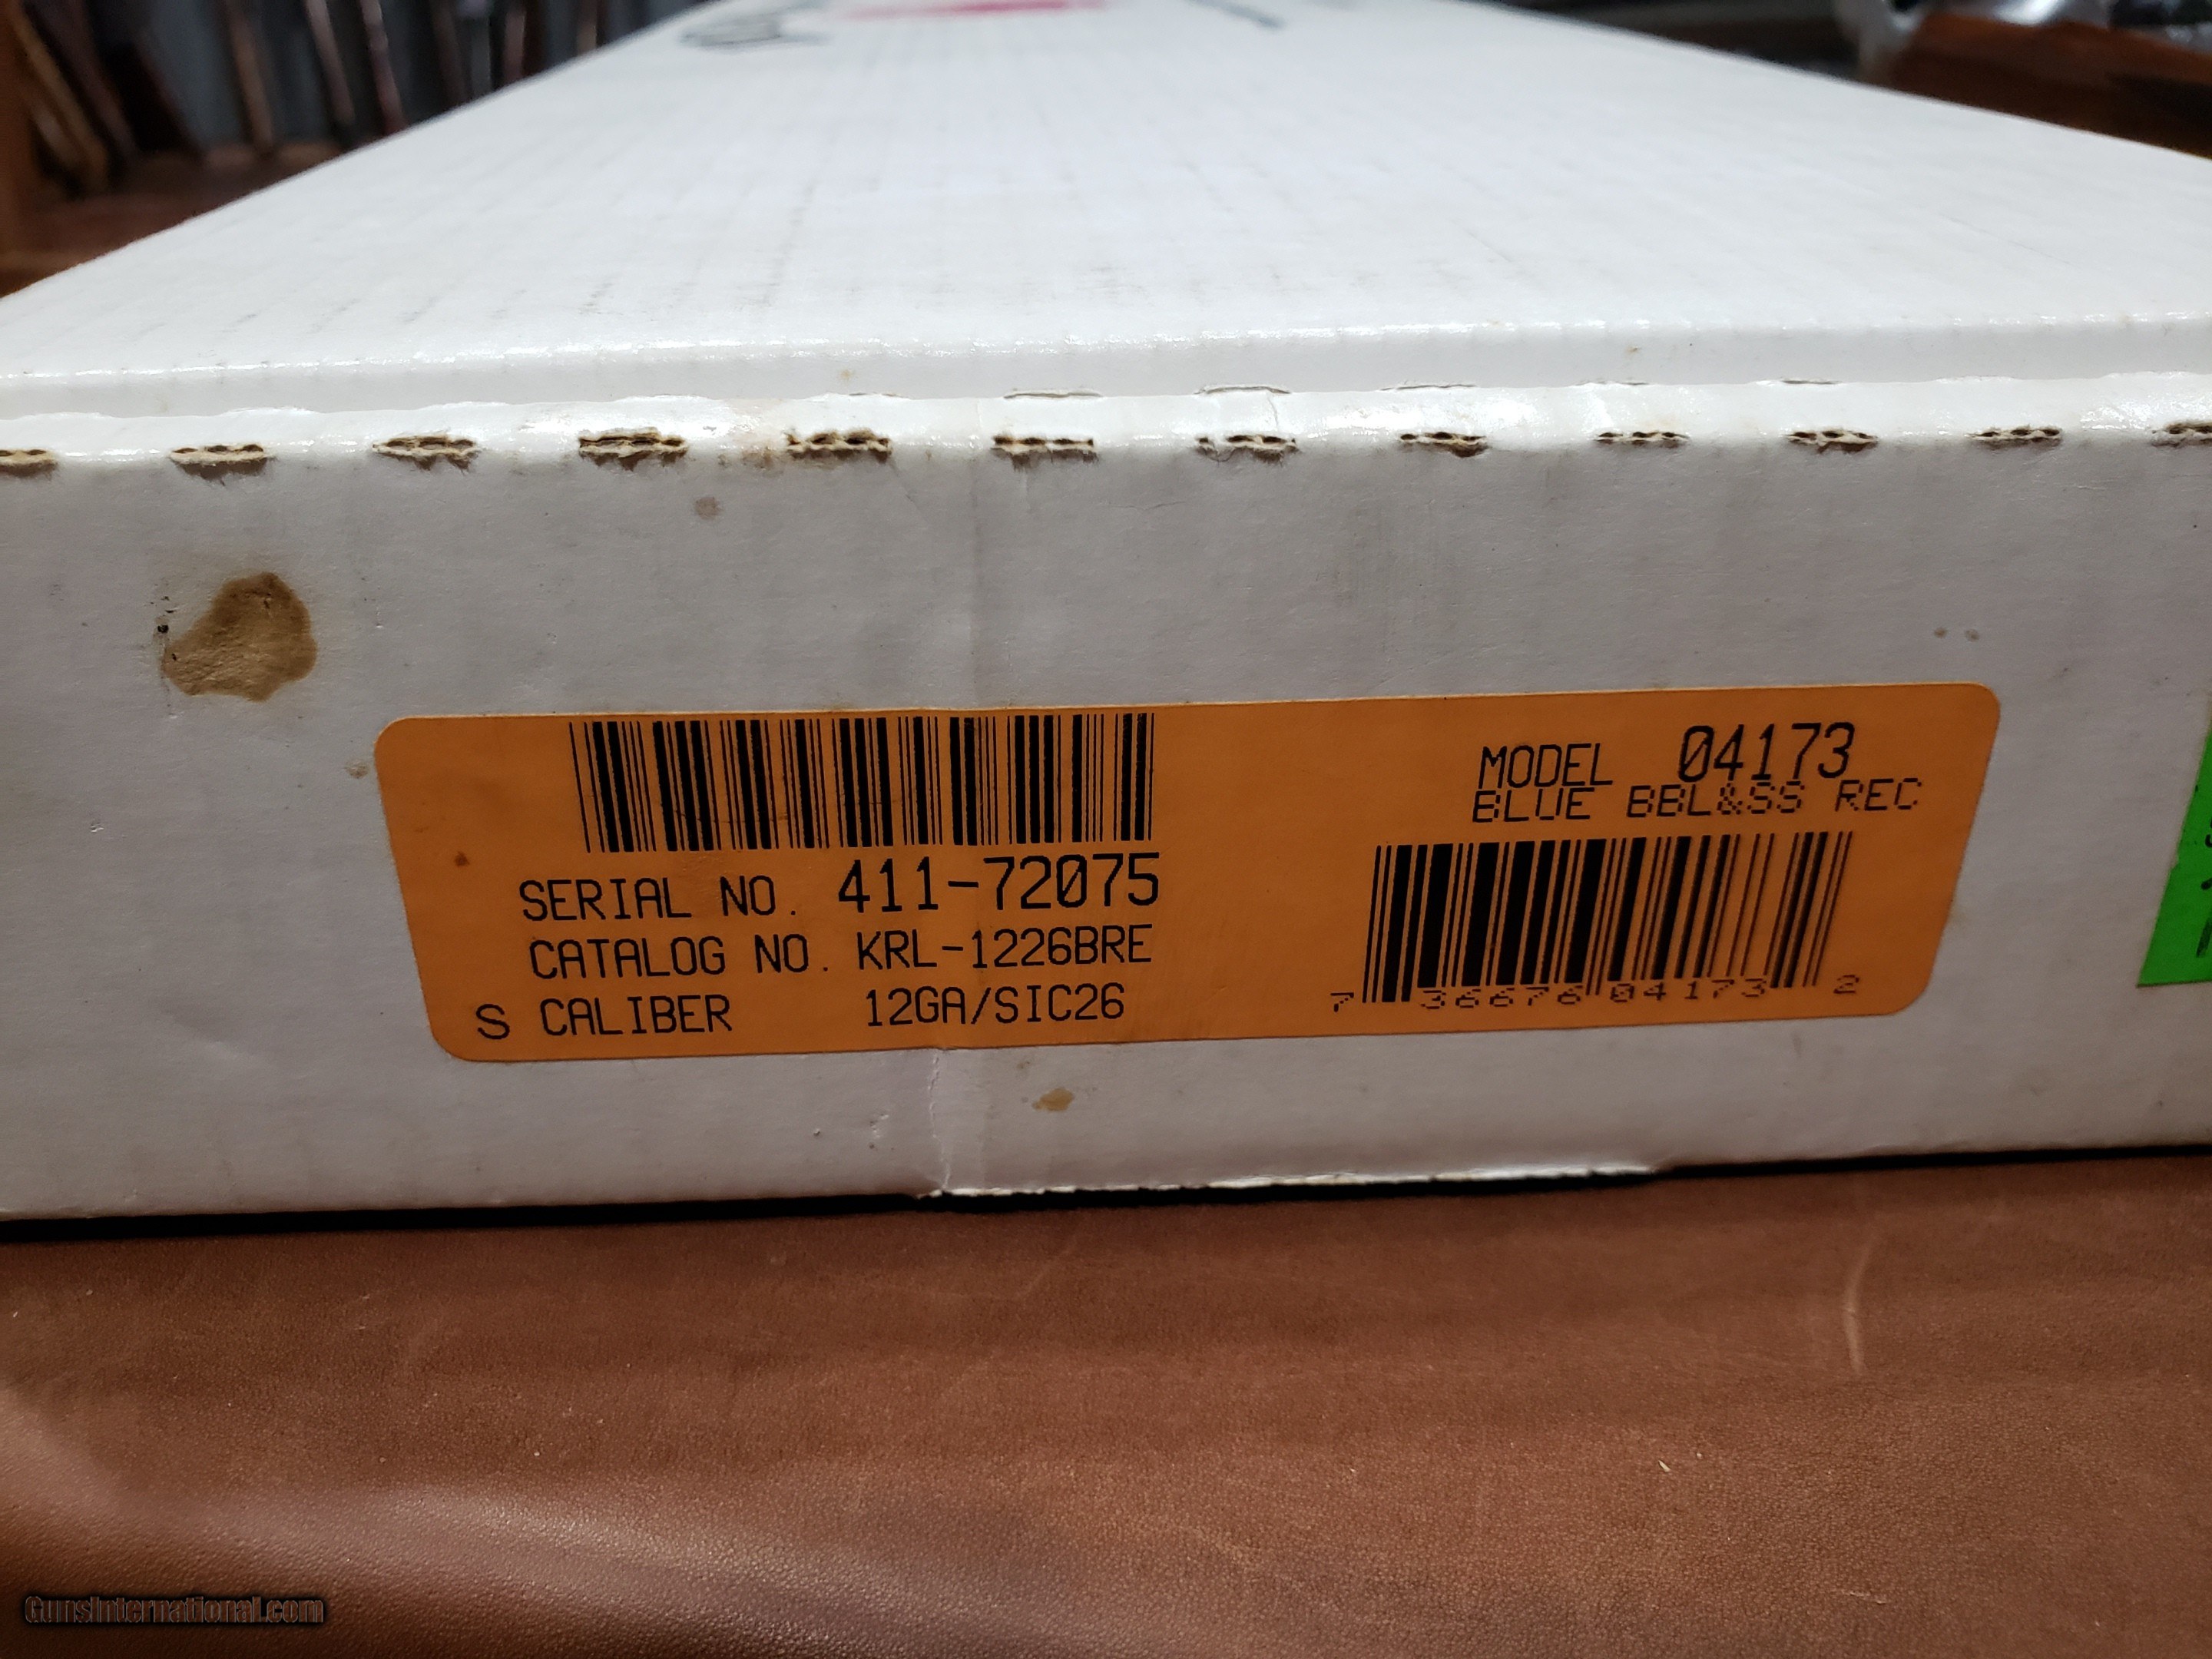 MODEL 04173
BLUE BBL&SS REC
SERIAL NO. 411-72075
CATALOG NO. KRL-1226BRE
S CALIBER 12GA/SIC26
7 36676 04173 2
GunsInternational.com